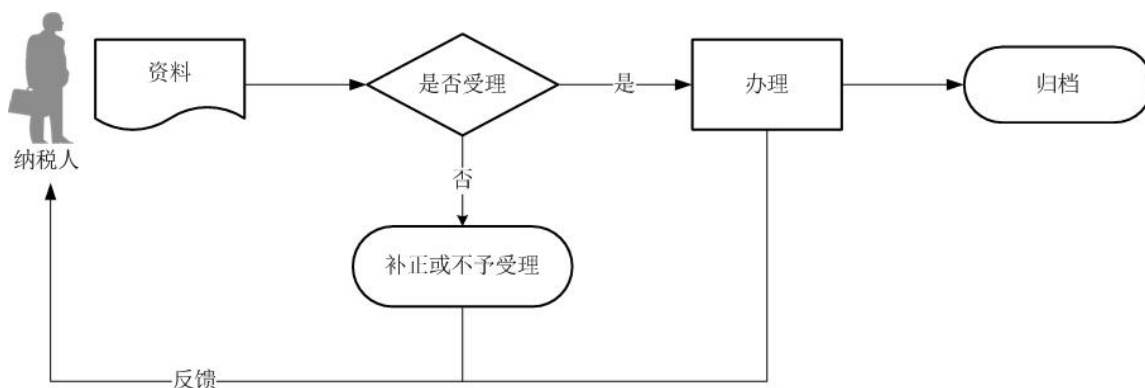 资料
是否受理
是
办理
归档
纳税人
否
补正或不予受理
反馈